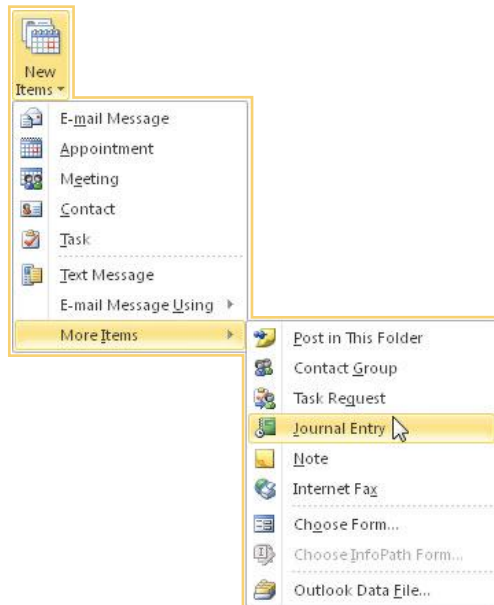 New
Items
E-mail Message
Appointment
Meeting
Contact
Task
Text Message
E-mail Message Using
More Items
Post in This Folder
Contact Group
Task Request
Journal Entry
Note
Internet Fax
Choose Form...
Choose InfoPath Form...
Outlook Data File...